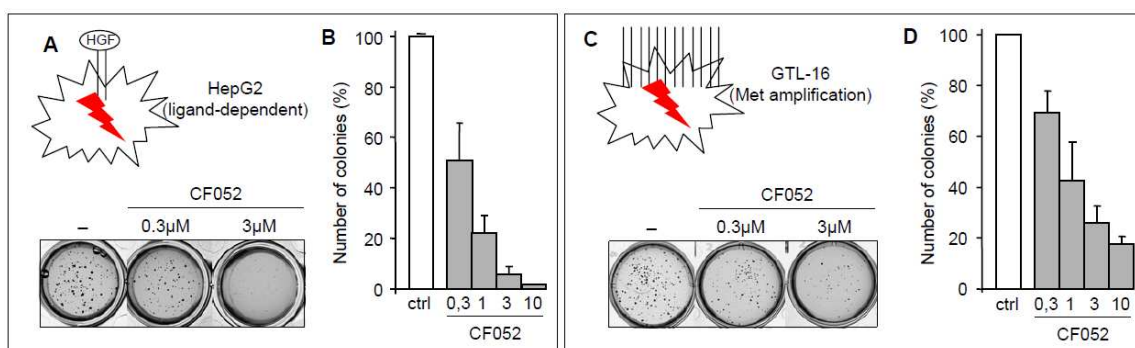 A
HGF
HepG2
(ligand-dependent)
CF052
–
0.3µM
3µM
B
Number of colonies (%)
100
80
60
40
20
0
ctrl
0,3
1
3
10
CF052
C
GTL-16
(Met amplification)
CF052
–
0.3µM
3µM
D
Number of colonies (%)
100
80
60
40
20
0
ctrl
0,3
1
3
10
CF052